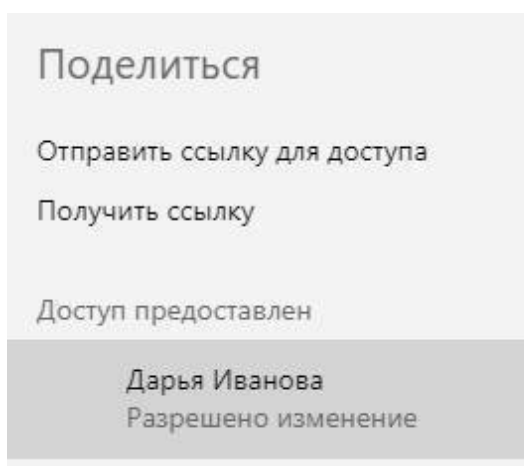 Поделиться
Отправить ссылку для доступа
Получить ссылку
Доступ предоставлен
Дарья Иванова
Разрешено изменение